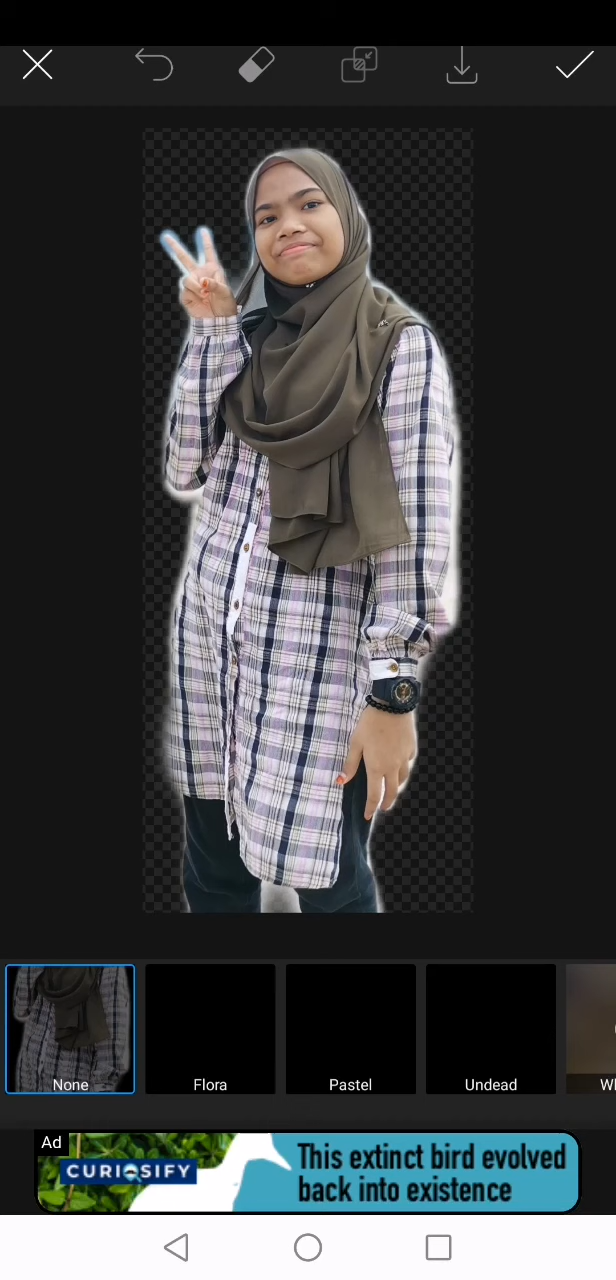 None
Flora
Pastel
Undead
Ad
CURIOSIFY
This extinct bird evolved
back into existence